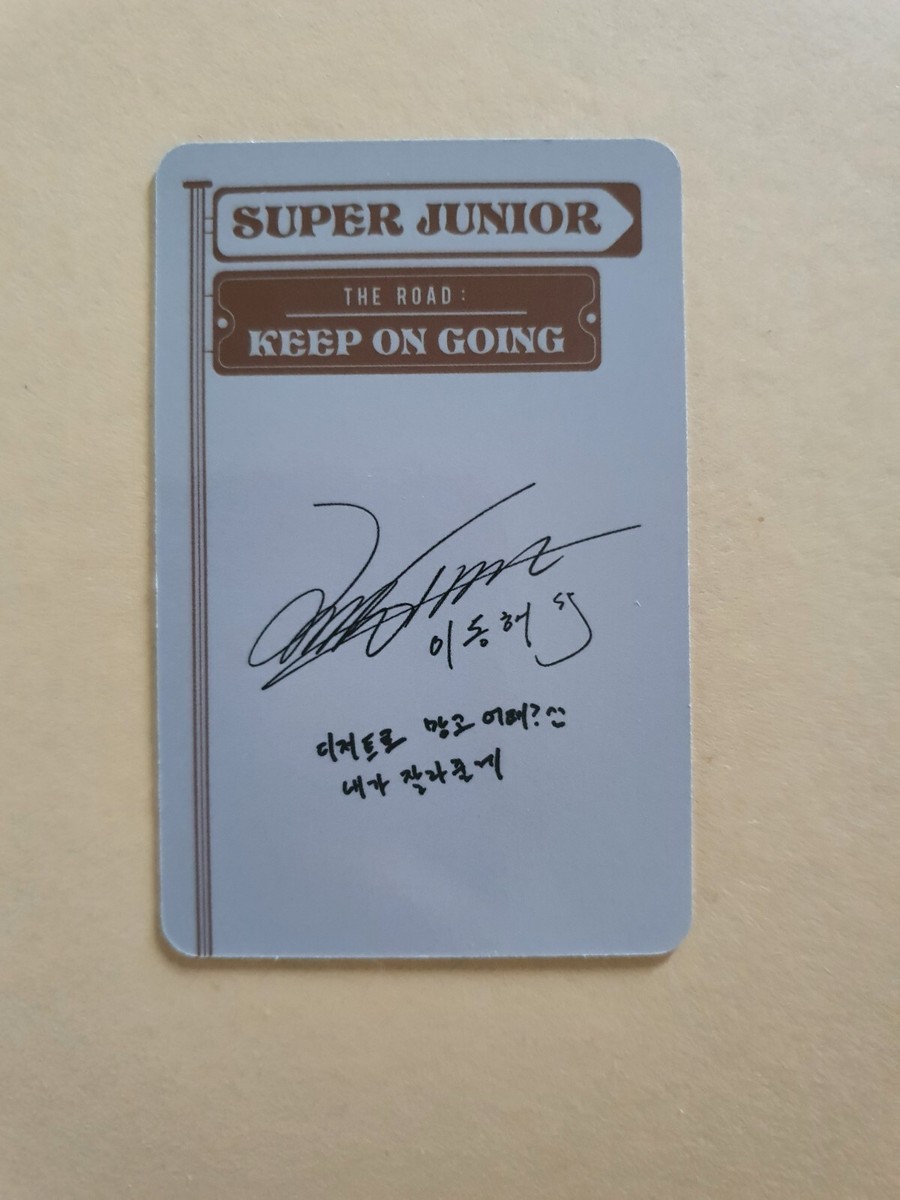 SUPER JUNIOR
THE ROAD :
KEEP ON GOING
이동해 SJ
디저트로 망고 어때? ^^
내가 잘라줄게